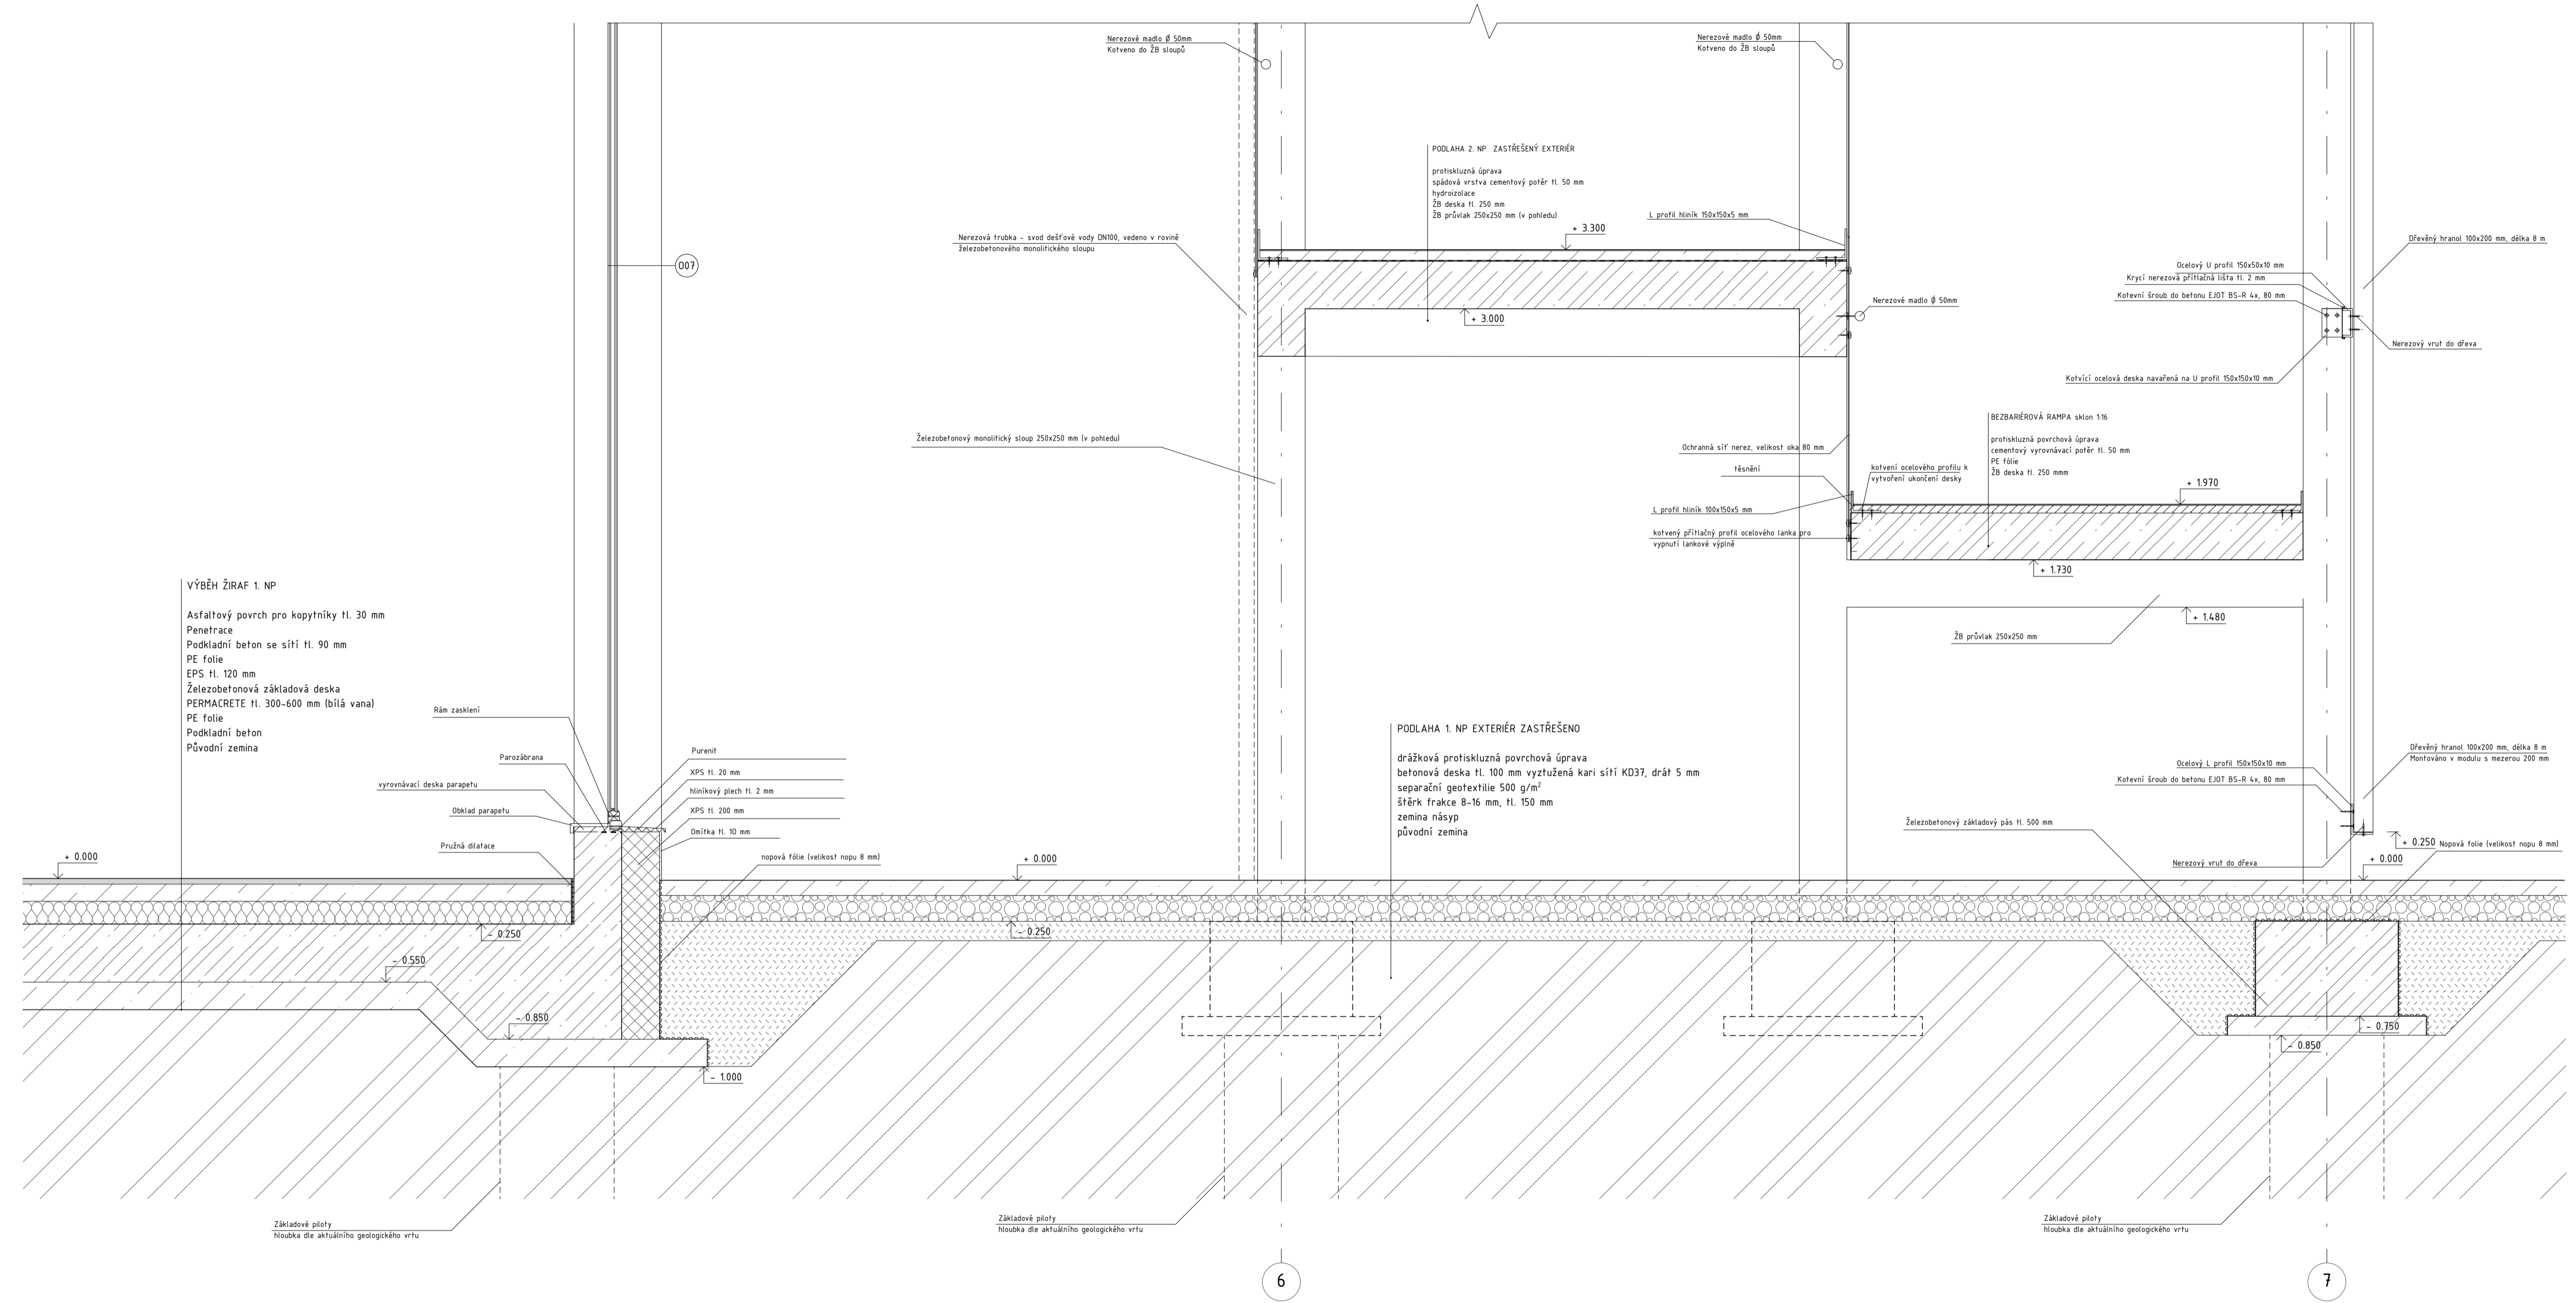 Nerezové madlo Ø 50mm
Kotveno do ŽB sloupů
Nerezové madlo Ø 50mm
Kotveno do ŽB sloupů
PODLAHA 2. NP ZASTŘEŠENÝ EXTERIÉR
protiskluzná úprava
spádová vrstva cementový potěr tl. 50 mm
hydroizolace
ŽB deska tl. 250 mm
ŽB průvlak 250x250 mm (v pohledu)
L profil hliník 150x150x5 mm
+ 3.300
Nerezová trubka - svod dešťové vody DN100, vedeno v rovině
železobetonového monolitického sloupu
007
+ 3.000
Nerezové madlo Ø 50mm
Dřevěný hranol 100x200 mm, délka 8 m
Ocelový U profil 150x50x10 mm
Krycí nerezová přítlačná lišta tl. 2 mm
Kotevní šroub do betonu EJOT BS-R 4x, 80 mm
Nerezový vrut do dřeva
Kotvící ocelová deska navařená na U profil 150x150x10 mm
BEZBARIÉROVÁ RAMPA sklon 1:16
protiskluzná povrchová úprava
cementový vyrovnávací potěr tl. 50 mm
PE fólie
ŽB deska tl. 250 mmm
Železobetonový monolitický sloup 250x250 mm (v pohledu)
Ochranná síť nerez, velikost oka 80 mm
těsnění
kotvení ocelového profilu k
vytvoření ukončení desky
L profil hliník 100x150x5 mm
kotvený přítlačný profil ocelového lanka pro
vypnutí lankové výplně
+ 1.970
+ 1.730
+ 1.480
ŽB průvlak 250x250 mm
VÝBĚH ŽIRAF 1. NP
Asfaltový povrch pro kopytníky tl. 30 mm
Penetrace
Podkladní beton se sítí tl. 90 mm
PE folie
EPS tl. 120 mm
Železobetonová základová deska
PERMACRETE tl. 300-600 mm (bílá vana)
PE folie
Podkladní beton
Původní zemina
Rám zasklení
Parozábrana
vyrovnávací deska parapetu
Obklad parapetu
Pružná dilatace
Purenit
XPS tl. 20 mm
hliníkový plech tl. 2 mm
XPS tl. 200 mm
Omítka tl. 10 mm
nopová fólie (velikost nopu 8 mm)
PODLAHA 1. NP EXTERIÉR ZASTŘEŠENO
drážková protiskluzná povrchová úprava
betonová deska tl. 100 mm vyztužená kari sítí KD37, drát 5 mm
separační geotextilie 500 g/m²
štěrk frakce 8-16 mm, tl. 150 mm
zemina násyp
původní zemina
Dřevěný hranol 100x200 mm, délka 8 m
Montováno v modulu s mezerou 200 mm
Ocelový L profil 150x150x10 mm
Kotevní šroub do betonu EJOT BS-R 4x, 80 mm
Železobetonový základový pás tl. 500 mm
Nerezový vrut do dřeva
+ 0.250
Nopová folie (velikost nopu 8 mm)
+ 0.000
+ 0.000
+ 0.000
- 0.250
- 0.250
- 0.550
- 0.850
- 1.000
- 0.750
- 0.850
Základové piloty
hloubka dle aktuálního geologického vrtu
Základové piloty
hloubka dle aktuálního geologického vrtu
Základové piloty
hloubka dle aktuálního geologického vrtu
6
7